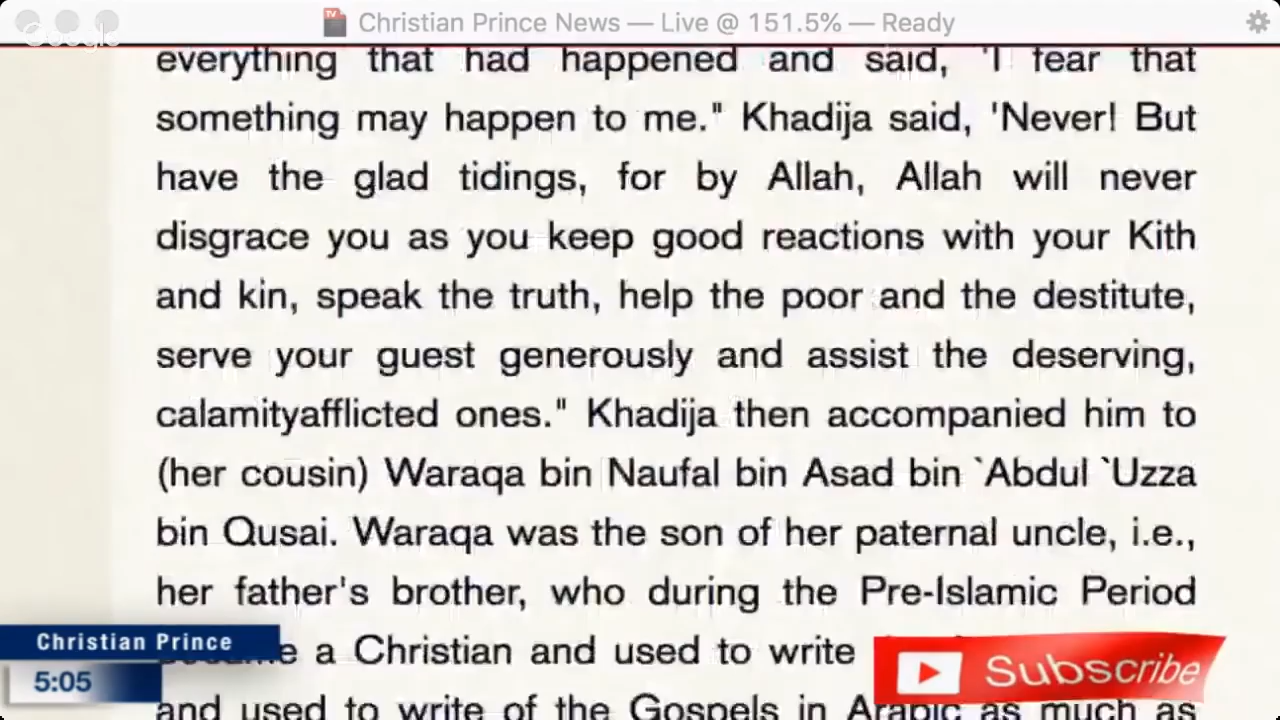 Christian Prince News — Live @ 151.5% — Ready
Google
everything that had happened and said, 'I fear that
something may happen to me." Khadija said, 'Never! But
have the glad tidings, for by Allah, Allah will never
disgrace you as you keep good reactions with your Kith
and kin, speak the truth, help the poor and the destitute,
serve your guest generously and assist the deserving,
calamityafflicted ones." Khadija then accompanied him to
(her cousin) Waraqa bin Naufal bin Asad bin `Abdul `Uzza
bin Qusai. Waraqa was the son of her paternal uncle, i.e.,
her father's brother, who during the Pre-Islamic Period
a Christian and used to write
and used to write of the Gospels in Arabic as much as
Christian Prince
5:05
Subscribe